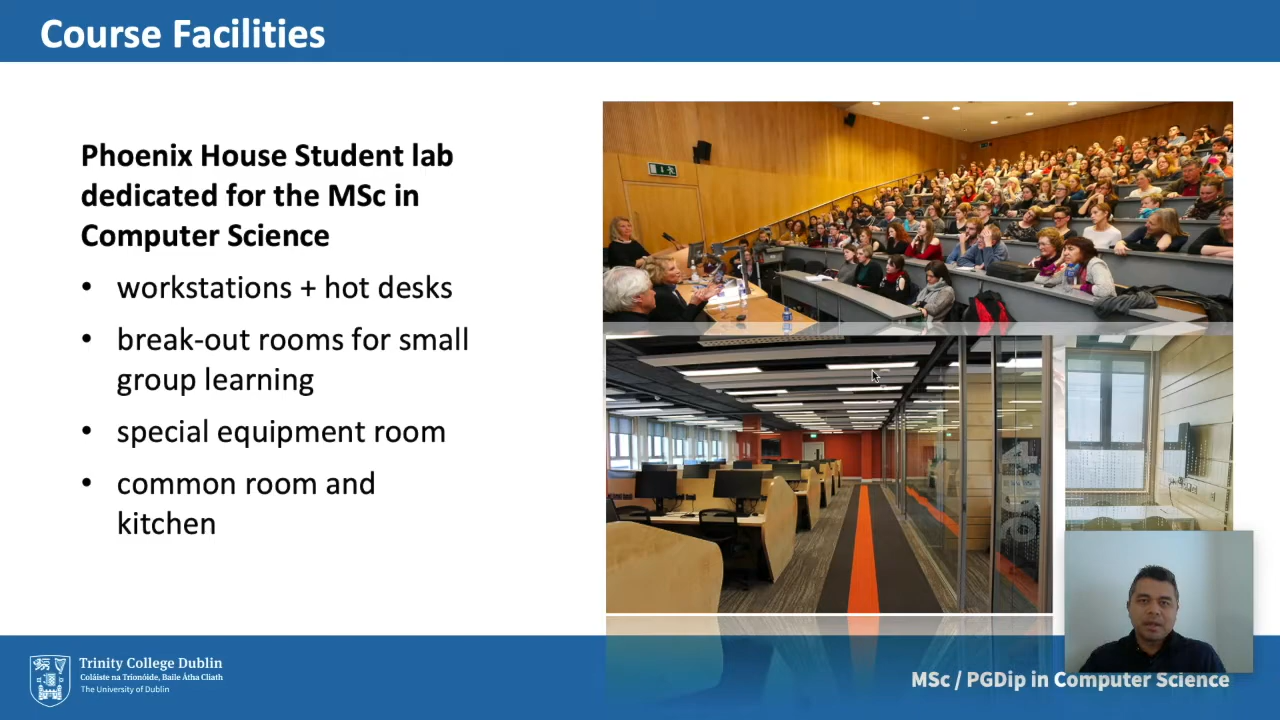 Course Facilities
Phoenix House Student lab
dedicated for the MSc in
Computer Science
• workstations + hot desks
• break-out rooms for small
group learning
• special equipment room
• common room and
kitchen
Trinity College Dublin
Coláiste na Tríonóide, Baile Átha Cliath
The University of Dublin
MSc / PGDip in Computer Science